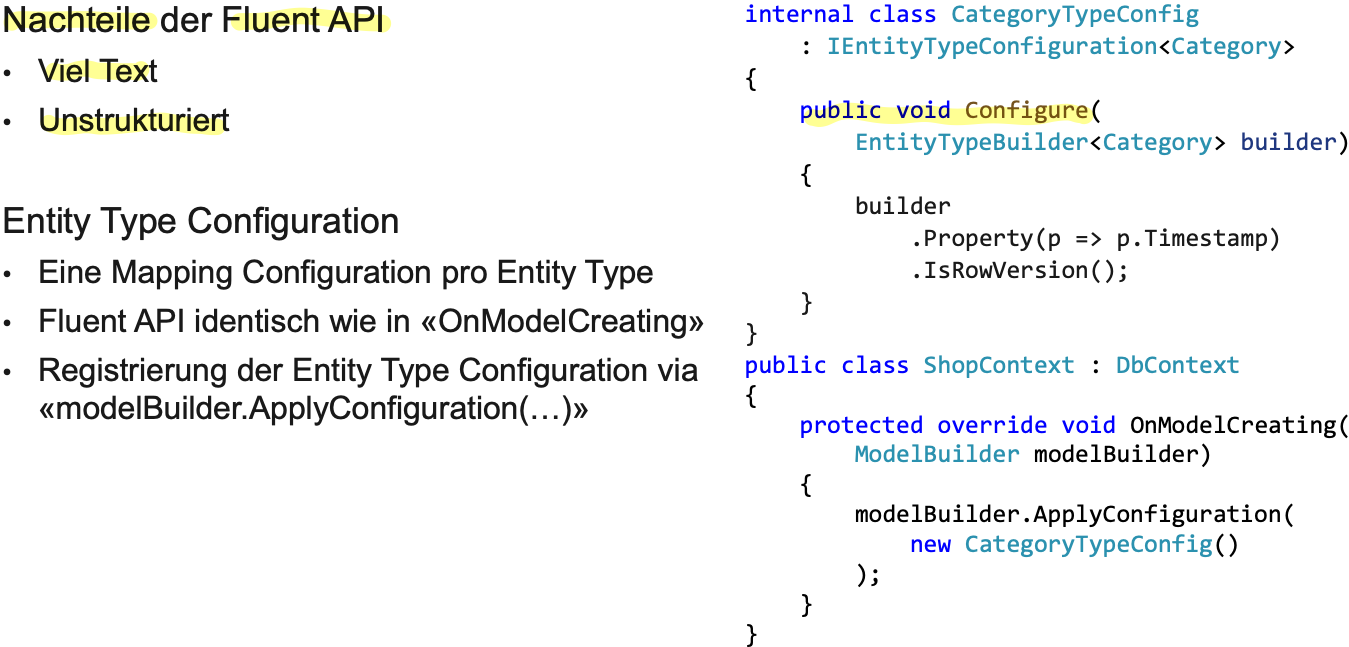 Nachteile der Fluent API
• Viel Text
• Unstrukturiert
Entity Type Configuration
• Eine Mapping Configuration pro Entity Type
• Fluent API identisch wie in «OnModelCreating»
• Registrierung der Entity Type Configuration via
«modelBuilder.ApplyConfiguration(…)»
internal class CategoryTypeConfig
    : IEntityTypeConfiguration<Category>
{
    public void Configure(
        EntityTypeBuilder<Category> builder)
    {
        builder
            .Property(p => p.Timestamp)
            .IsRowVersion();
    }
}
public class ShopContext : DbContext
{
    protected override void OnModelCreating(
        ModelBuilder modelBuilder)
    {
        modelBuilder.ApplyConfiguration(
            new CategoryTypeConfig()
        );
    }
}